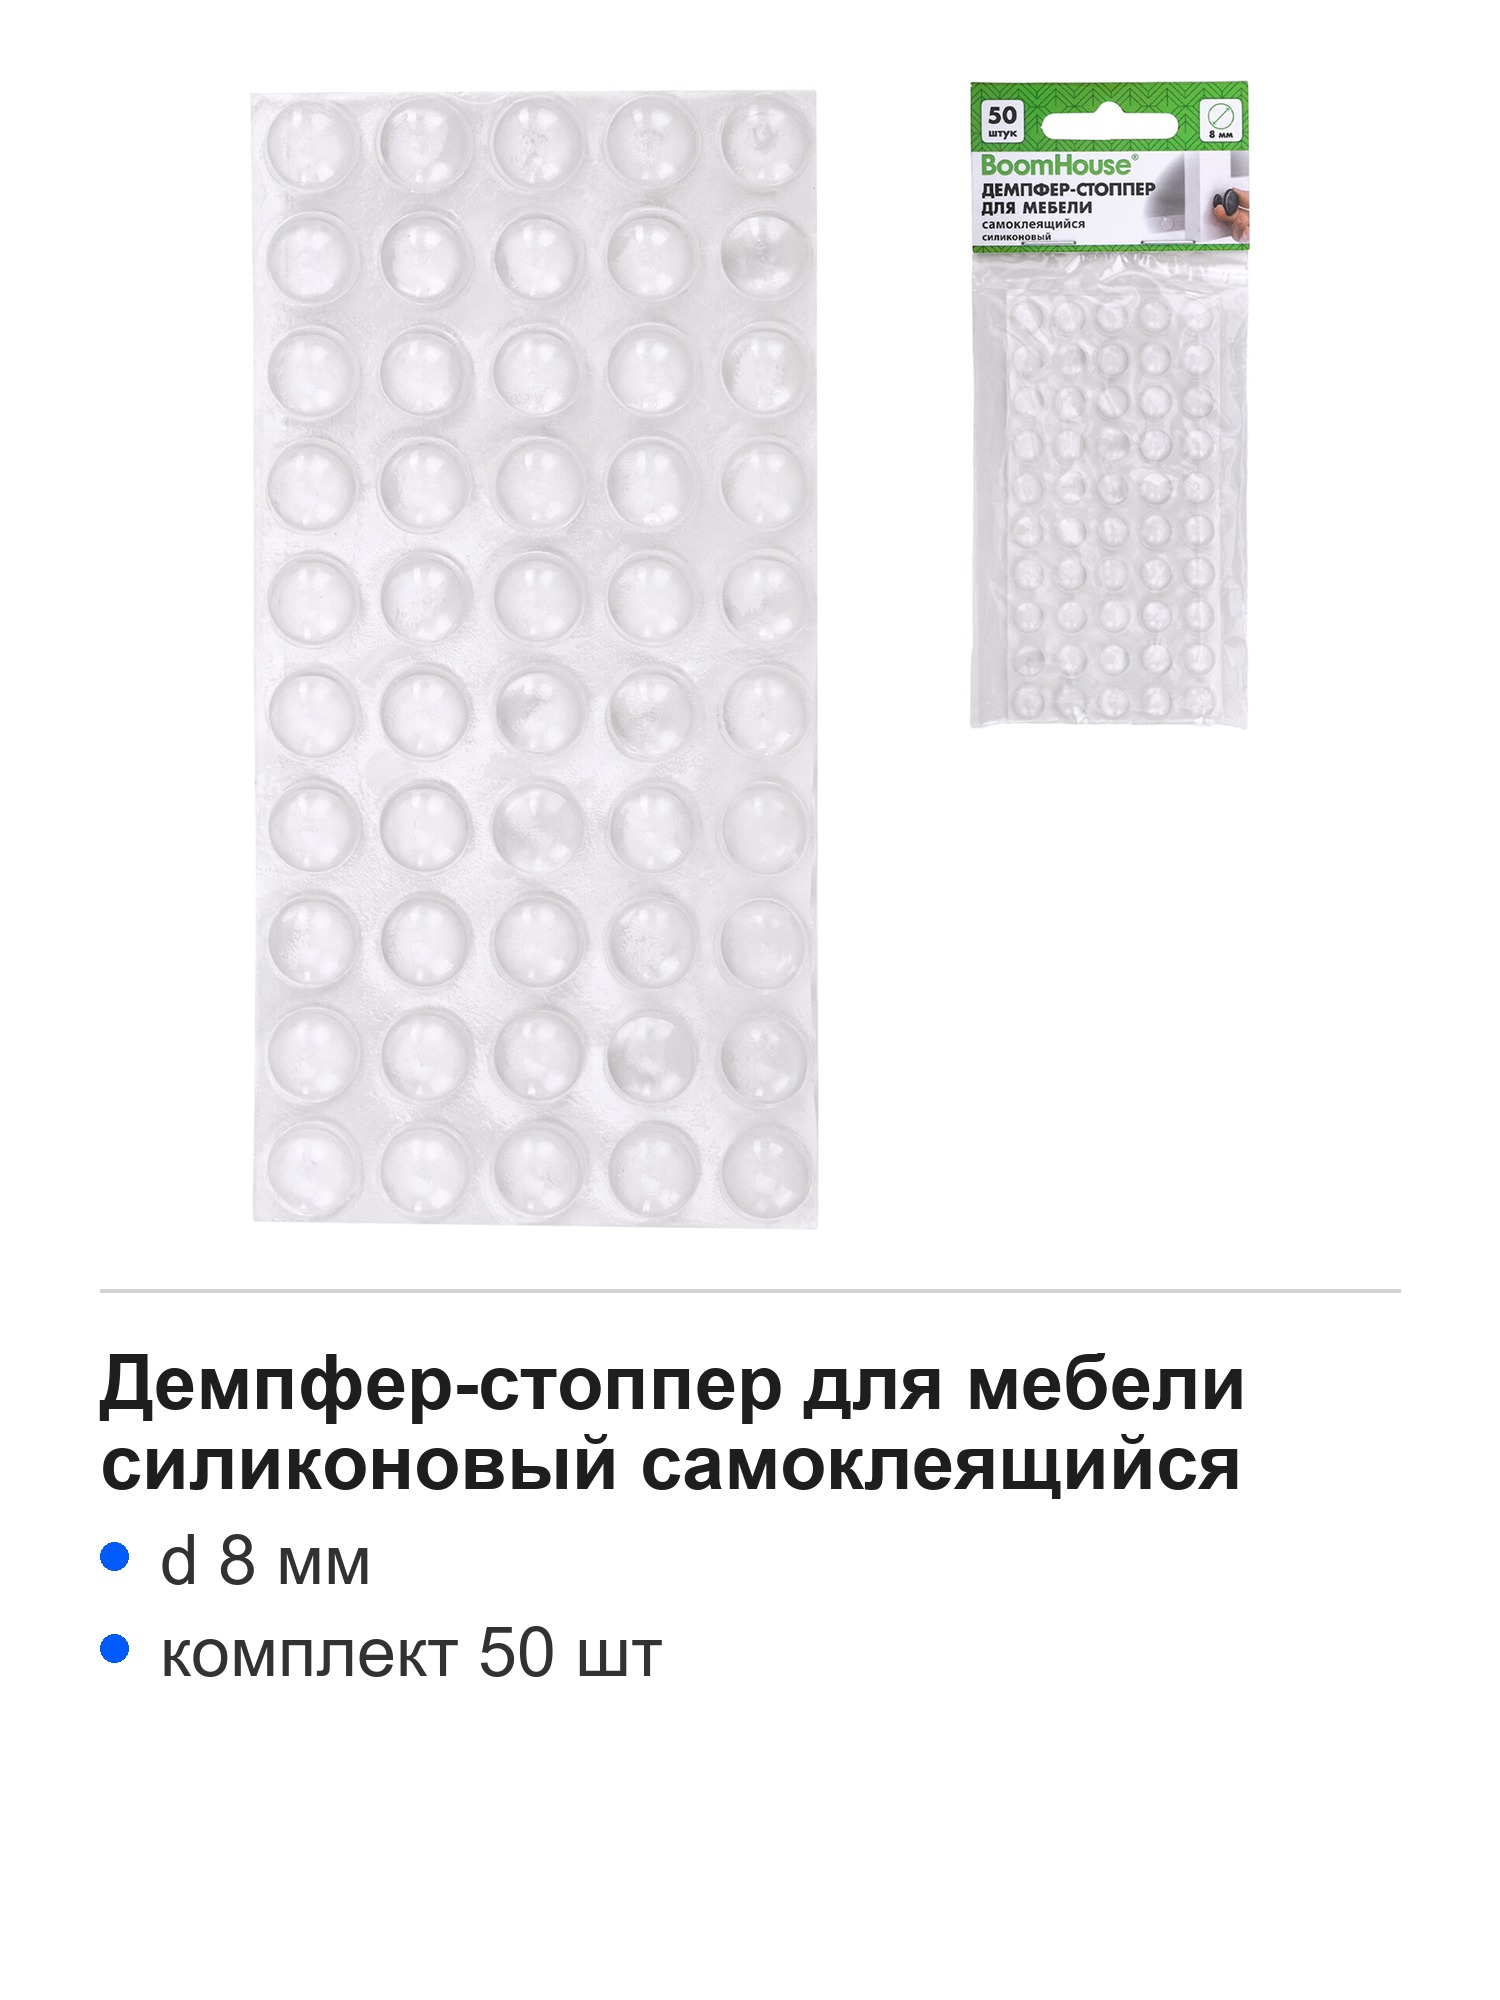 50
штук
8 мм
BoomHouse®
ДЕМПФЕР-СТОППЕР
ДЛЯ МЕБЕЛИ
самоклеящийся
силиконовый
Демпфер-стоппер для мебели
силиконовый самоклеящийся
d 8 мм
комплект 50 шт